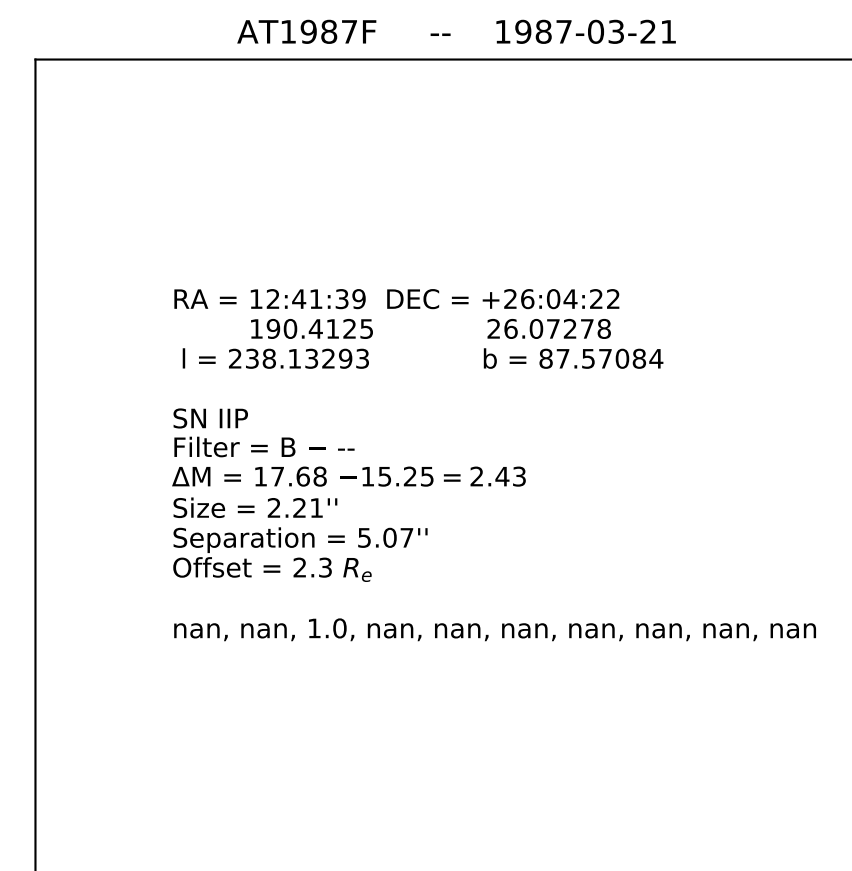 AT1987F -- 1987-03-21
RA = 12:41:39 DEC = +26:04:22
190.4125 26.07278
l = 238.13293 b = 87.57084
SN IIP
Filter = B − --
ΔM = 17.68 −15.25 = 2.43
Size = 2.21''
Separation = 5.07''
Offset = 2.3 Re
nan, nan, 1.0, nan, nan, nan, nan, nan, nan, nan